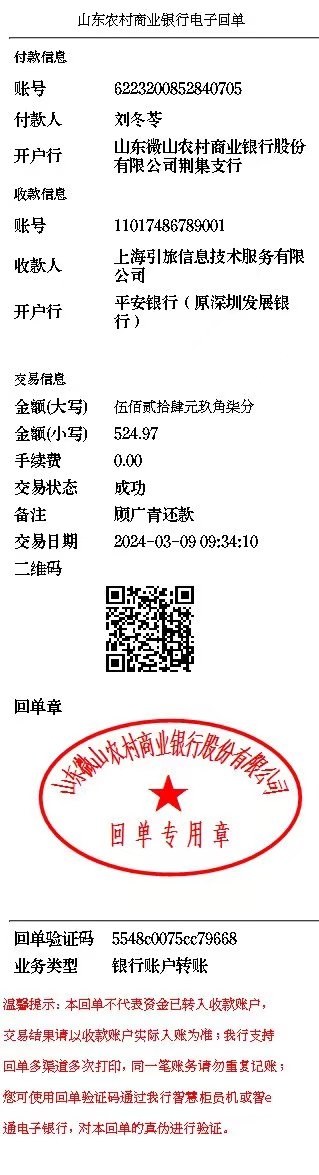 山东农村商业银行电子回单
付款信息
账号 6223200852840705
付款人 刘冬苓
开户行 山东微山农村商业银行股份
有限公司荆集支行
收款信息
账号 11017486789001
收款人 上海引旅信息技术服务有限
公司
开户行 平安银行（原深圳发展银
行）
交易信息
金额(大写) 伍佰贰拾肆元玖角柒分
金额(小写) 524.97
手续费 0.00
交易状态 成功
备注 顾广青还款
交易日期 2024-03-09 09:34:10
二维码
回单章
山东微山农村商业银行股份有限公司
回单专用章
回单验证码 5548c0075cc79668
业务类型 银行账户转账
温馨提示：本回单不代表资金已转入收款账户，
交易结果请以收款账户实际入账为准；我行支持
回单多渠道多次打印，同一笔账务请勿重复记账；
您可使用回单验证码通过我行智慧柜员机或智e
通电子银行，对本回单的真伪进行验证。